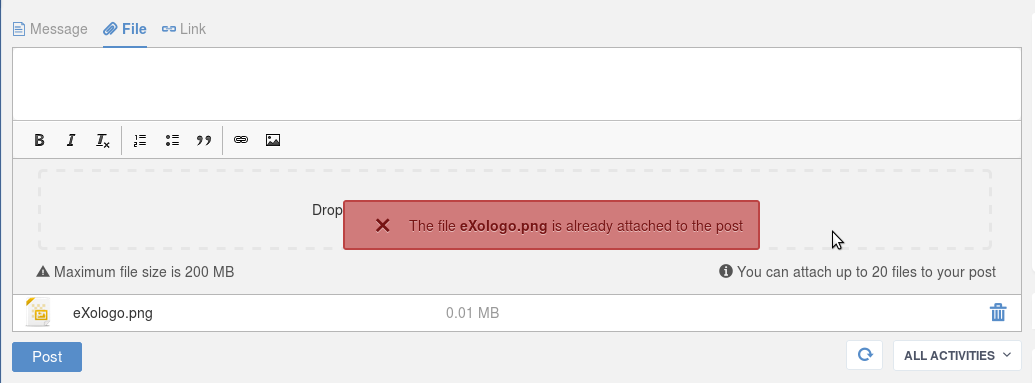 Message File Link
B I Tx
Drop
The file eXologo.png is already attached to the post
Maximum file size is 200 MB
You can attach up to 20 files to your post
eXologo.png 0.01 MB
Post
ALL ACTIVITIES